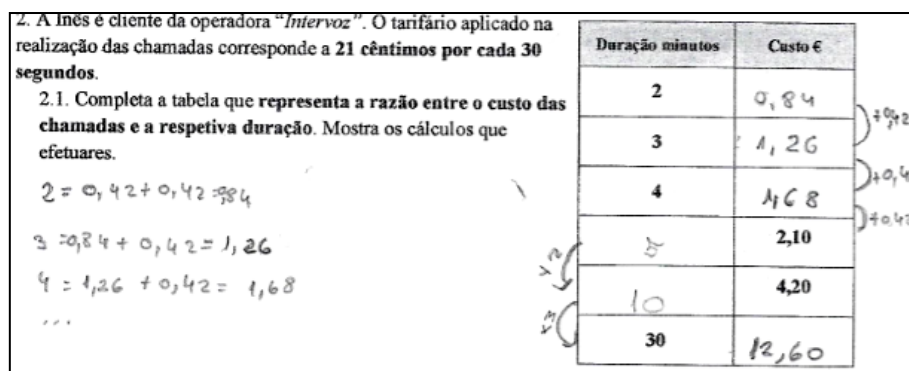 2. A Inês é cliente da operadora “Intervoz”. O tarifário aplicado na
realização das chamadas corresponde a 21 cêntimos por cada 30
segundos.
2.1. Completa a tabela que representa a razão entre o custo das
chamadas e a respetiva duração. Mostra os cálculos que
efetuares.
2 = 0,42 + 0,42 = 0,84
3 = 0,84 + 0,42 = 1,26
4 = 1,26 + 0,42 = 1,68
...
Duração minutos Custo €
2 0,84
+0,42
3 1,26
+0,4
4 1,68
+0,42
5 2,10
x2
10 4,20
x3
30 12,60